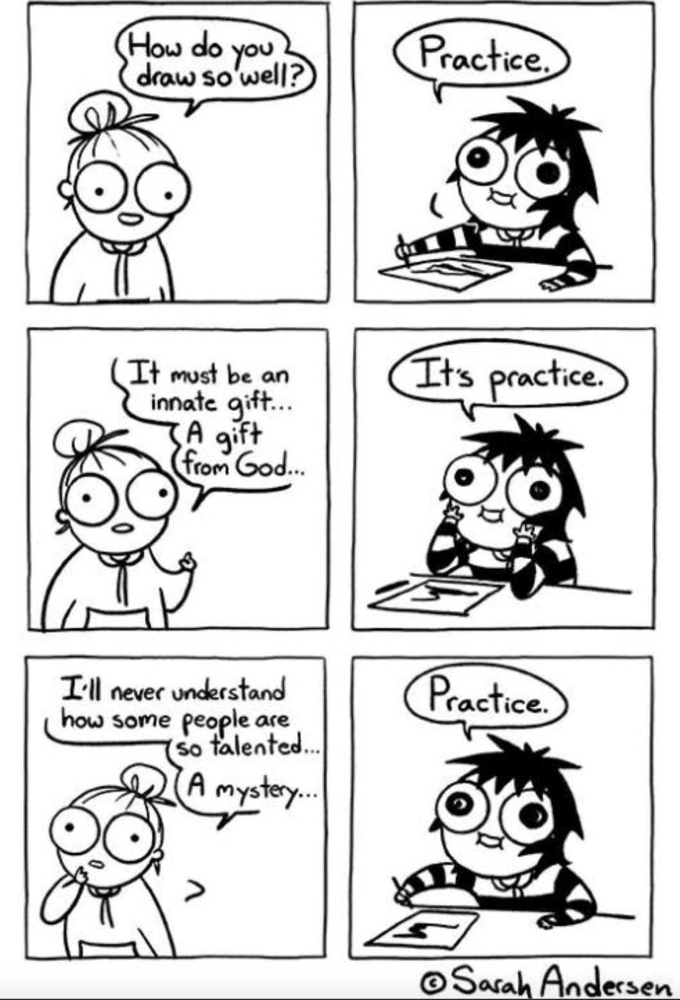 How do you
draw so well?
Practice.
It must be an
innate gift...
A gift
from God...
It's practice.
I'll never understand
how some people are
so talented...
A mystery...
Practice.
© Sarah Andersen